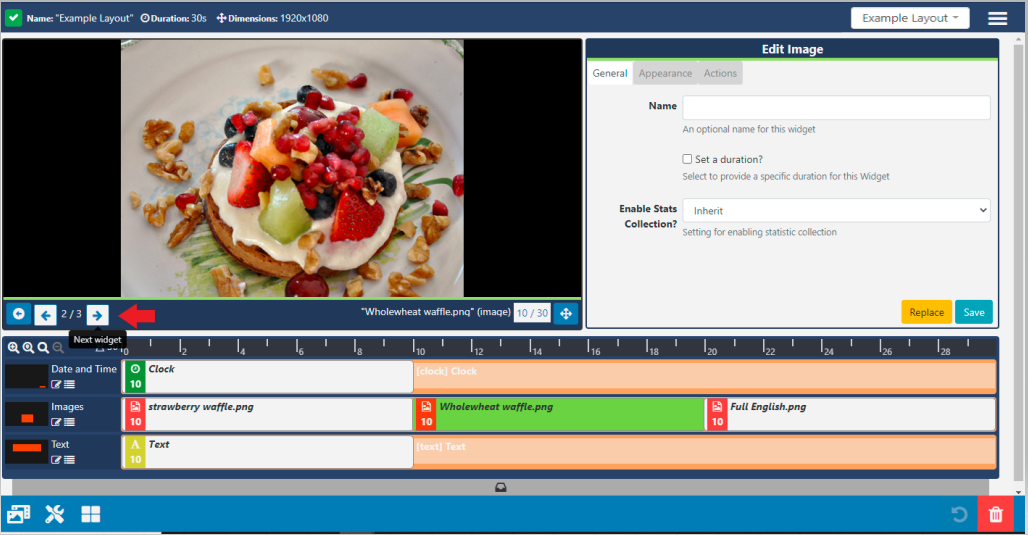 Name: "Example Layout" Duration: 30s Dimensions: 1920x1080
Example Layout
Edit Image
General Appearance Actions
Name
An optional name for this widget
Set a duration?
Select to provide a specific duration for this Widget
Enable Stats Collection?
Inherit
Setting for enabling statistic collection
Replace Save
2 / 3
"Wholewheat waffle.png" (image) 10 / 30
Next widget
0 2 4 6 8 10 12 14 16 18 20 22 24 26 28
Date and Time
10
Clock
[clock] Clock
Images
10
strawberry waffle.png
10
Wholewheat waffle.png
10
Full English.png
Text
A
10
Text
[text] Text